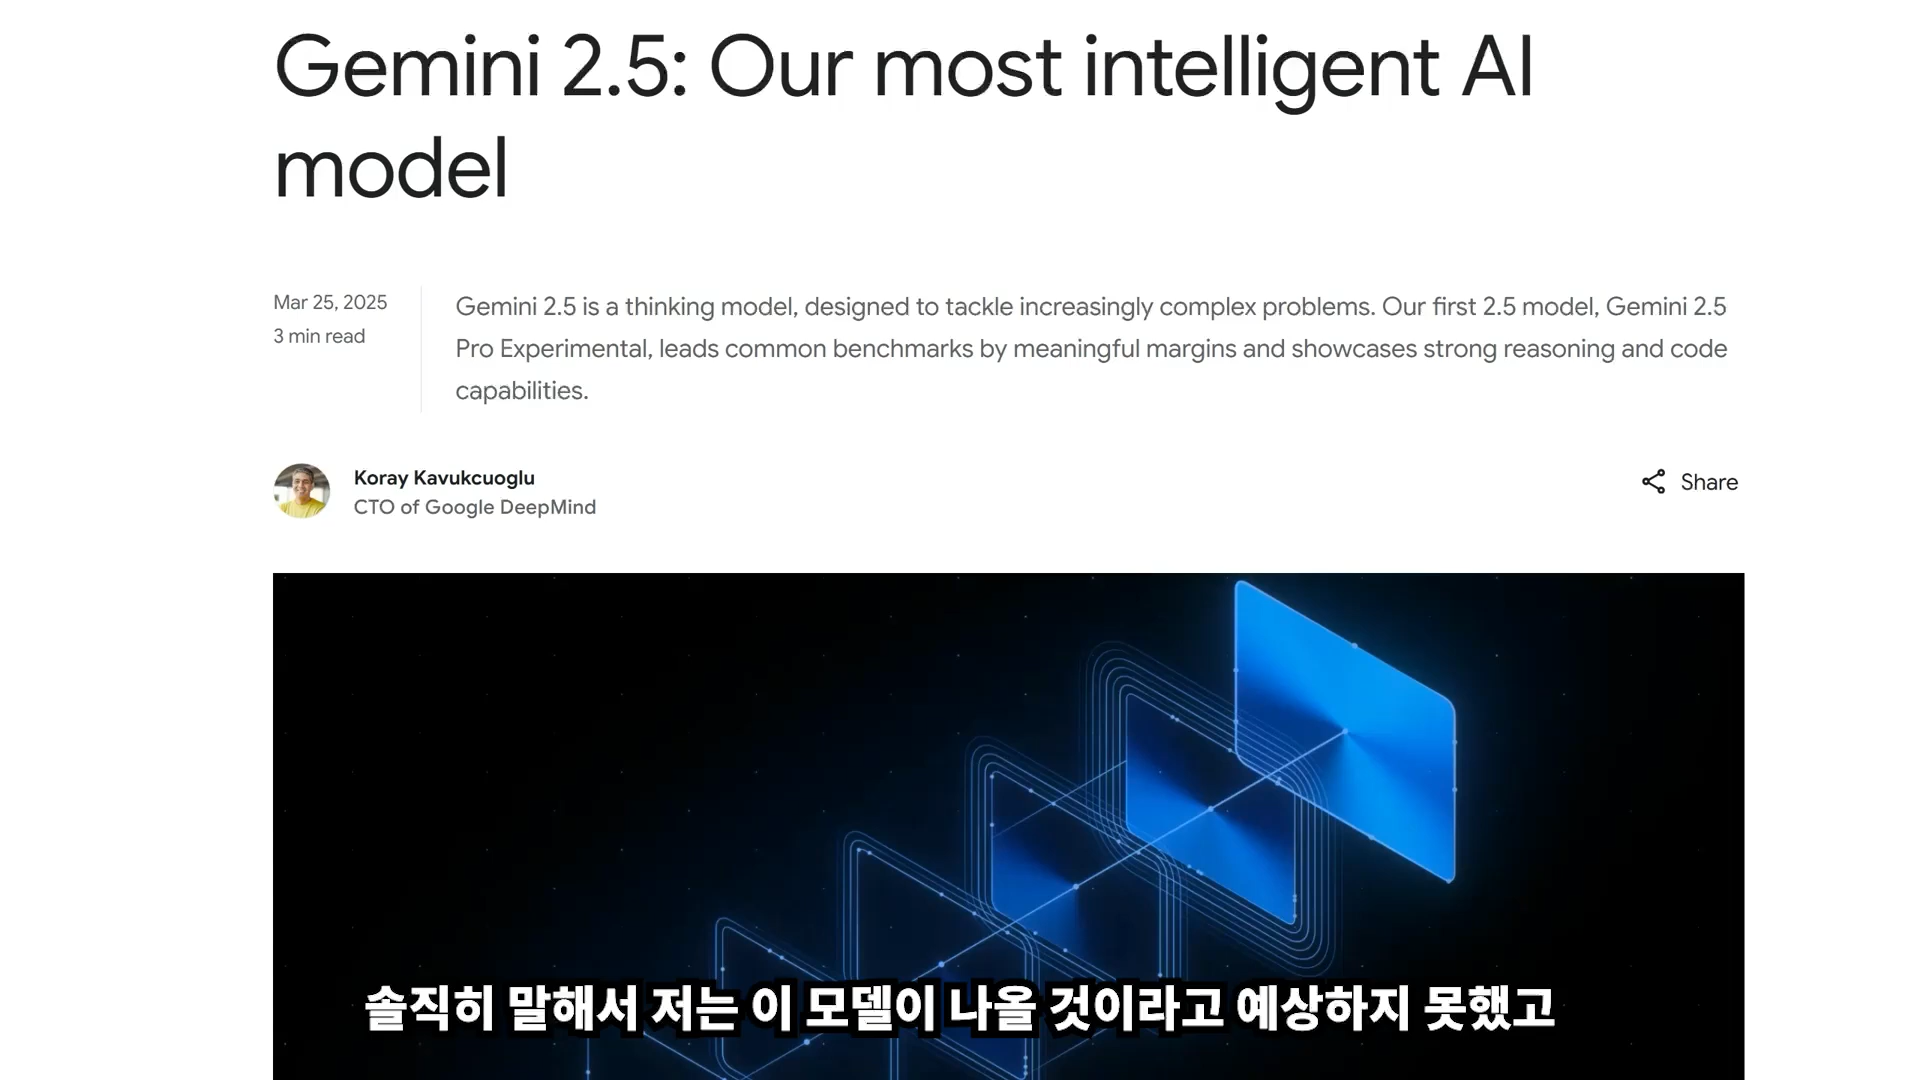 Gemini 2.5: Our most intelligent AI
model
Mar 25, 2025
3 min read
Gemini 2.5 is a thinking model, designed to tackle increasingly complex problems. Our first 2.5 model, Gemini 2.5
Pro Experimental, leads common benchmarks by meaningful margins and showcases strong reasoning and code
capabilities.
Koray Kavukcuoglu
CTO of Google DeepMind
Share
솔직히 말해서 저는 이 모델이 나올 것이라고 예상하지 못했고